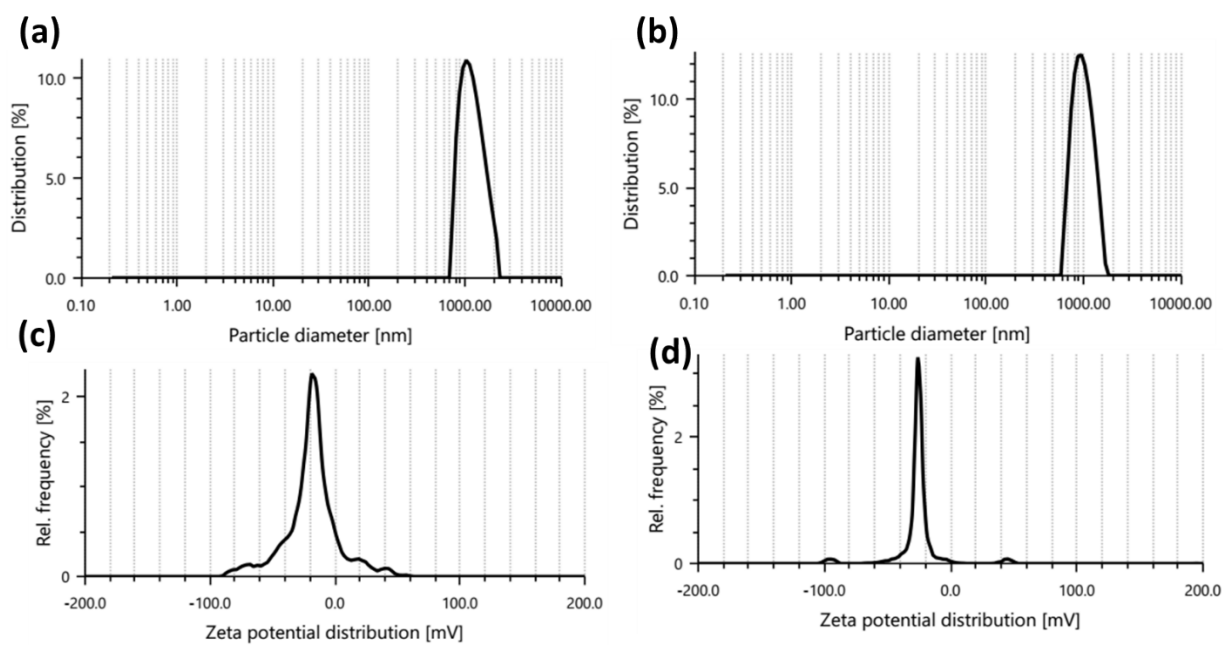 (a)
Distribution [%]
10.0
5.0
0.0
0.10 1.00 10.00 100.00 1000.00 10000.00
Particle diameter [nm]
(b)
Distribution [%]
10.0
5.0
0.0
0.10 1.00 10.00 100.00 1000.00 10000.00
Particle diameter [nm]
(c)
Rel. frequency [%]
2
0
-200.0 -100.0 0.0 100.0 200.0
Zeta potential distribution [mV]
(d)
Rel. frequency [%]
2
0
-200.0 -100.0 0.0 100.0 200.0
Zeta potential distribution [mV]